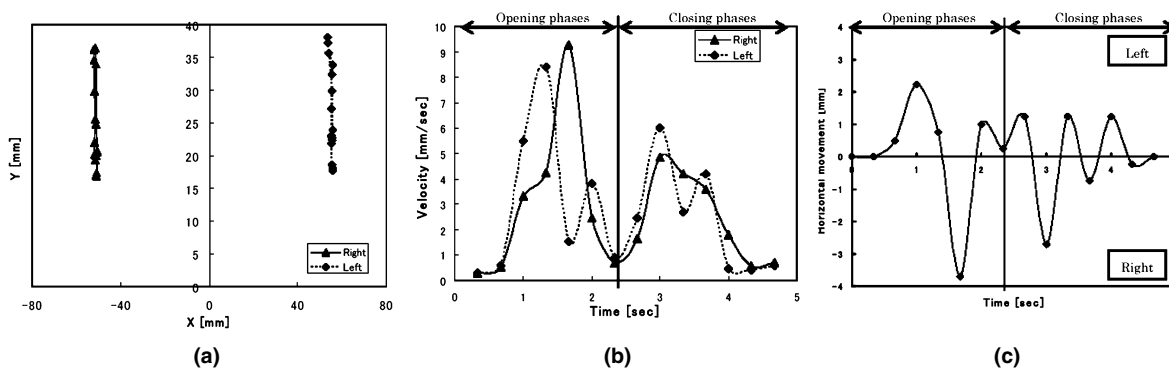 40
35
30
25
20
15
10
5
0
Y [mm]
-80
-40
0
40
80
X [mm]
Right
Left
(a)
Opening phases
Closing phases
10
9
8
7
6
5
4
3
2
1
0
Velocity [mm/sec]
Right
Left
0
1
2
3
4
5
Time [sec]
(b)
Opening phases
Closing phases
4
3
2
1
0
-1
-2
-3
-4
Horizontal movement [mm]
Left
0
1
2
3
4
Right
Time [sec]
(c)